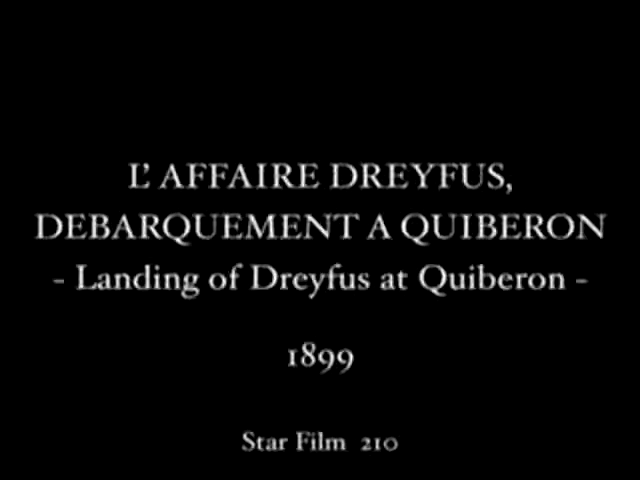 L' AFFAIRE DREYFUS,
DEBARQUEMENT A QUIBERON
- Landing of Dreyfus at Quiberon -
1899
Star Film 210